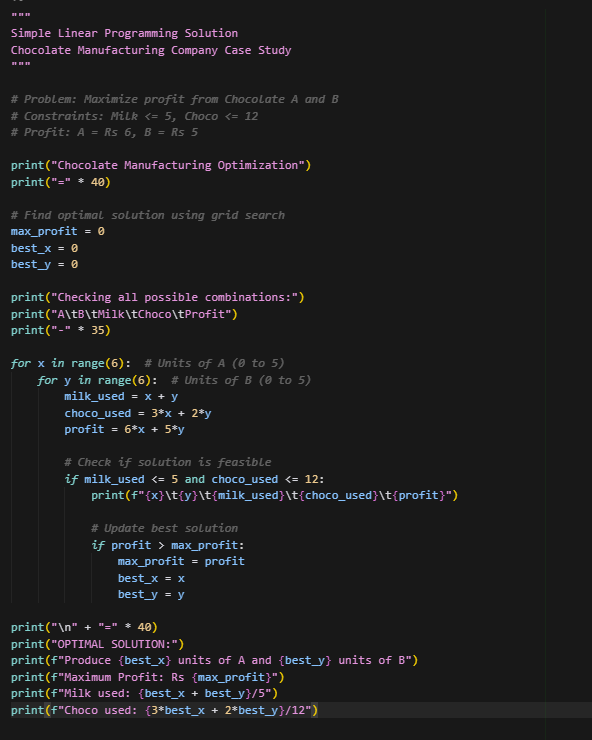 """
Simple Linear Programming Solution
Chocolate Manufacturing Company Case Study
"""
# Problem: Maximize profit from Chocolate A and B
# Constraints: Milk <= 5, Choco <= 12
# Profit: A = Rs 6, B = Rs 5
print("Chocolate Manufacturing Optimization")
print("=" * 40)
# Find optimal solution using grid search
max_profit = 0
best_x = 0
best_y = 0
print("Checking all possible combinations:")
print("A\tB\tMilk\tChoco\tProfit")
print("-" * 35)
for x in range(6):  # Units of A (0 to 5)
    for y in range(6):  # Units of B (0 to 5)
        milk_used = x + y
        choco_used = 3*x + 2*y
        profit = 6*x + 5*y
        # Check if solution is feasible
        if milk_used <= 5 and choco_used <= 12:
            print(f"{x}\t{y}\t{milk_used}\t{choco_used}\t{profit}")
            # Update best solution
            if profit > max_profit:
                max_profit = profit
                best_x = x
                best_y = y
print("\n" + "=" * 40)
print("OPTIMAL SOLUTION:")
print(f"Produce {best_x} units of A and {best_y} units of B")
print(f"Maximum Profit: Rs {max_profit}")
print(f"Milk used: {best_x + best_y}/5")
print(f"Choco used: {3*best_x + 2*best_y}/12")